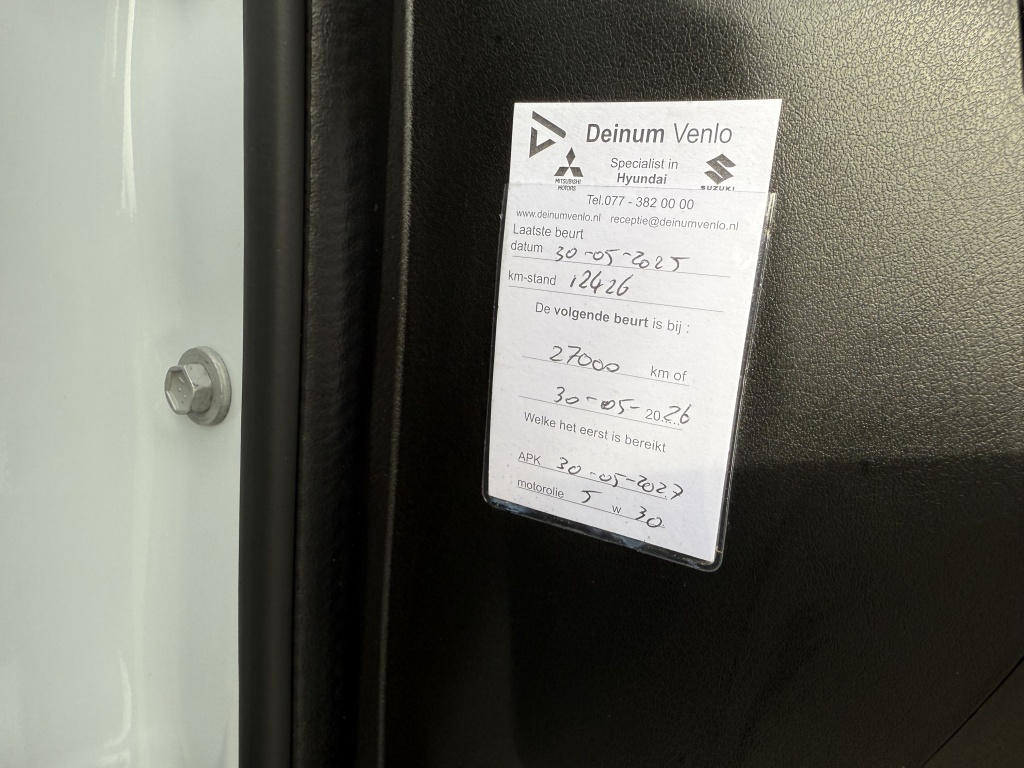 Deinum Venlo
Specialist in
Hyundai
MITSUBISHI
MOTORS
SUZUKI
Tel.077 - 382 00 00
www.deinumvenlo.nl receptie@deinumvenlo.nl
Laatste beurt
datum 30-05-2025
km-stand 12426
De volgende beurt is bij :
27000 km of
30-05- 20.26
Welke het eerst is bereikt
APK 30-05-2027
motorolie 5 w 30